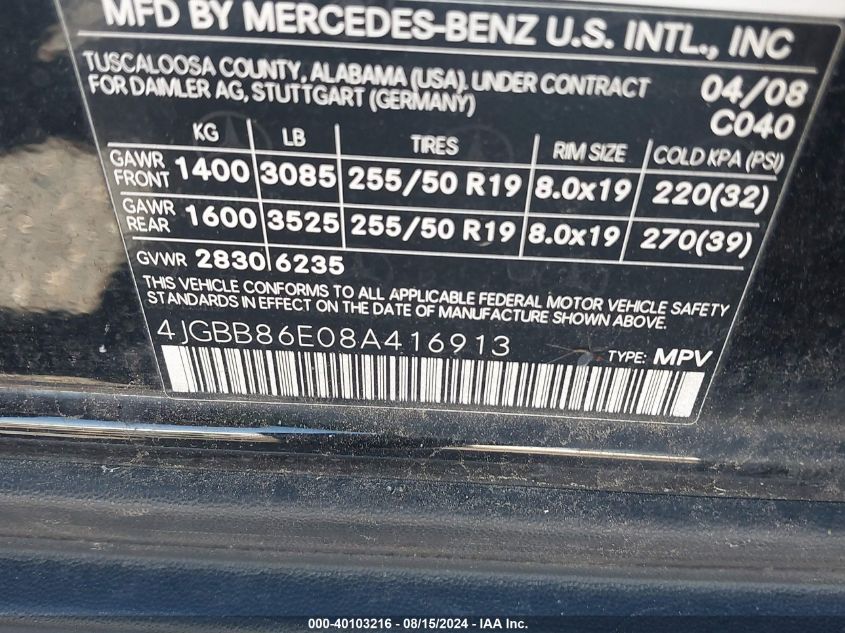 MFD BY MERCEDES-BENZ U.S. INTL., INC
TUSCALOOSA COUNTY, ALABAMA (USA), UNDER CONTRACT
FOR DAIMLER AG, STUTTGART (GERMANY)
04/08
C040
KG LB TIRES RIM SIZE COLD KPA (PSI)
GAWR FRONT 1400 3085 255/50 R19 8.0x19 220(32)
GAWR REAR 1600 3525 255/50 R19 8.0x19 270(39)
GVWR 2830 6235
THIS VEHICLE CONFORMS TO ALL APPLICABLE FEDERAL MOTOR VEHICLE SAFETY
STANDARDS IN EFFECT ON THE DATE OF MANUFACTURE SHOWN ABOVE.
4JGBB86E08A416913 TYPE: MPV
000-40103216 - 08/15/2024 - IAA Inc.